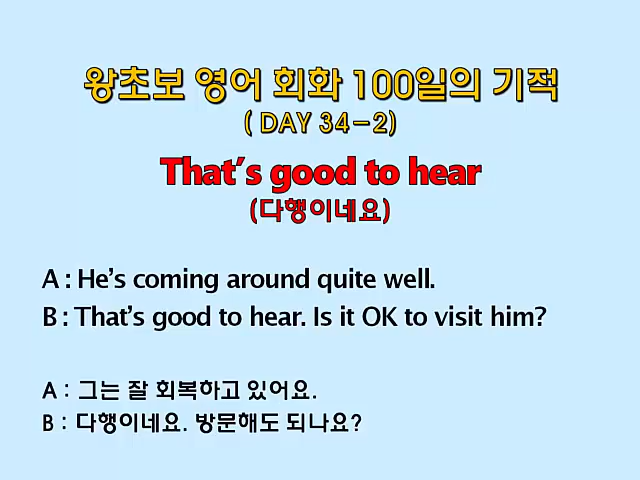 왕초보 영어 회화 100일의 기적
( DAY 34-2)
That's good to hear
(다행이네요)
A : He's coming around quite well.
B : That's good to hear. Is it OK to visit him?
A : 그는 잘 회복하고 있어요.
B : 다행이네요. 방문해도 되나요?